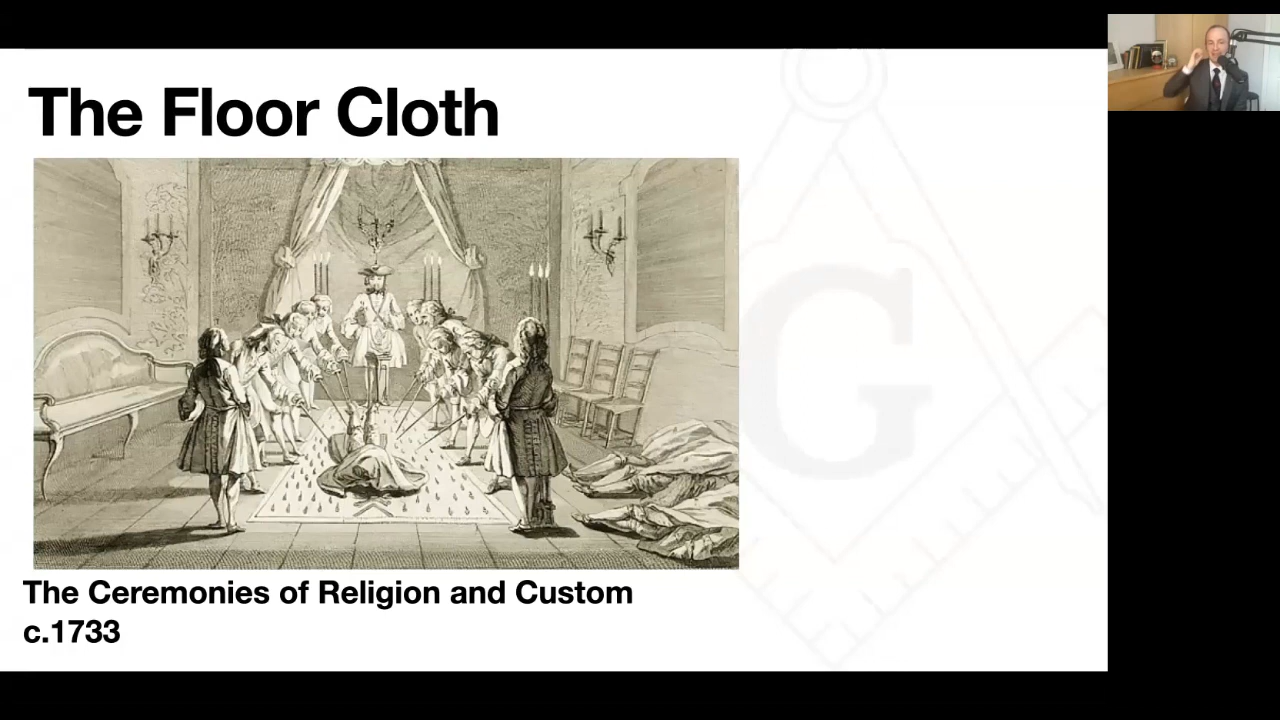 The Floor Cloth
G
The Ceremonies of Religion and Custom
c.1733